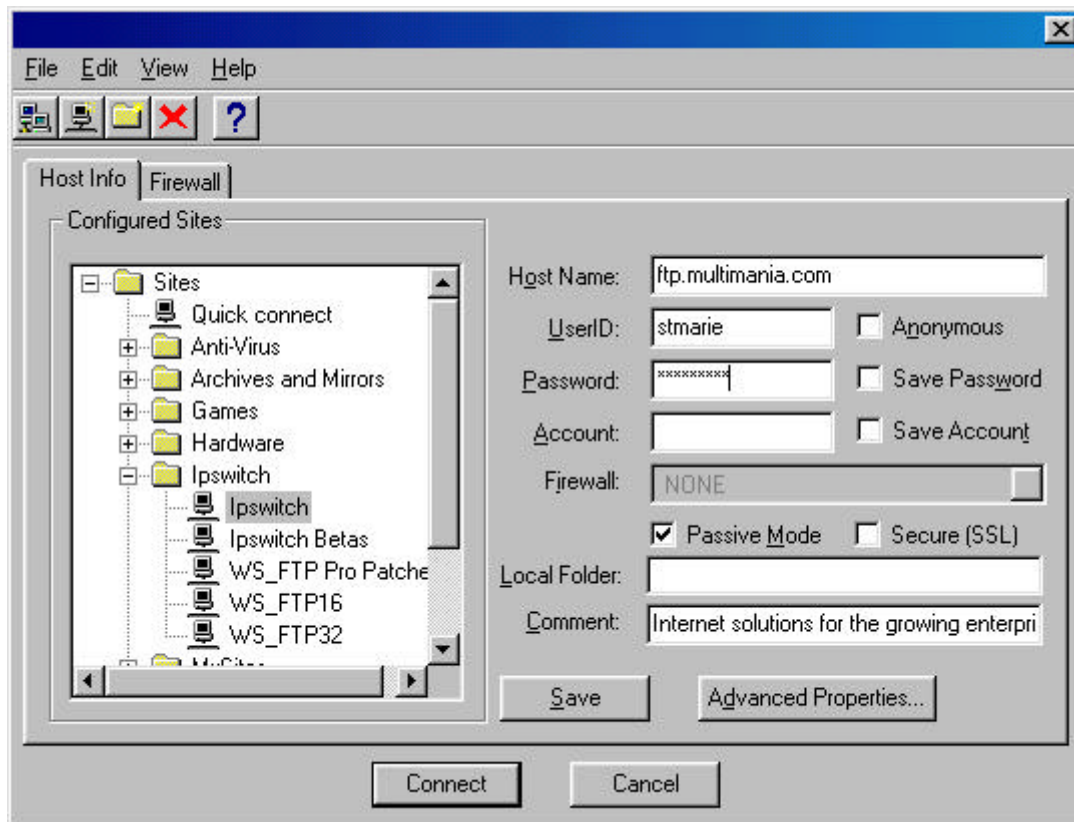 File Edit View Help
?
Host Info Firewall
Configured Sites
Sites
Quick connect
Anti-Virus
Archives and Mirrors
Games
Hardware
Ipswitch
Ipswitch
Ipswitch Betas
WS_FTP Pro Patche
WS_FTP16
WS_FTP32
Host Name: ftp.multimania.com
UserID: stmarie Anonymous
Password: ********* Save Password
Account: Save Account
Firewall: NONE
Passive Mode Secure (SSL)
Local Folder:
Comment: Internet solutions for the growing enterpri
Save Advanced Properties...
Connect Cancel